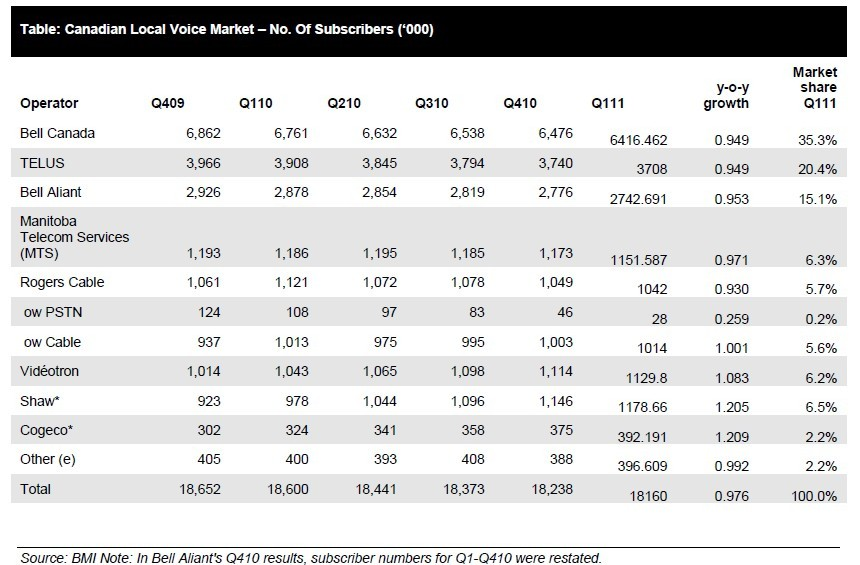 Table: Canadian Local Voice Market – No. Of Subscribers (‘000)
Operator Q409 Q110 Q210 Q310 Q410 Q111 y-o-y growth Market share Q111
Bell Canada 6,862 6,761 6,632 6,538 6,476 6416.462 0.949 35.3%
TELUS 3,966 3,908 3,845 3,794 3,740 3708 0.949 20.4%
Bell Aliant 2,926 2,878 2,854 2,819 2,776 2742.691 0.953 15.1%
Manitoba
Telecom Services
(MTS) 1,193 1,186 1,195 1,185 1,173 1151.587 0.971 6.3%
Rogers Cable 1,061 1,121 1,072 1,078 1,049 1042 0.930 5.7%
ow PSTN 124 108 97 83 46 28 0.259 0.2%
ow Cable 937 1,013 975 995 1,003 1014 1.001 5.6%
Vidéotron 1,014 1,043 1,065 1,098 1,114 1129.8 1.083 6.2%
Shaw* 923 978 1,044 1,096 1,146 1178.66 1.205 6.5%
Cogeco* 302 324 341 358 375 392.191 1.209 2.2%
Other (e) 405 400 393 408 388 396.609 0.992 2.2%
Total 18,652 18,600 18,441 18,373 18,238 18160 0.976 100.0%
Source: BMI Note: In Bell Aliant's Q410 results, subscriber numbers for Q1-Q410 were restated.